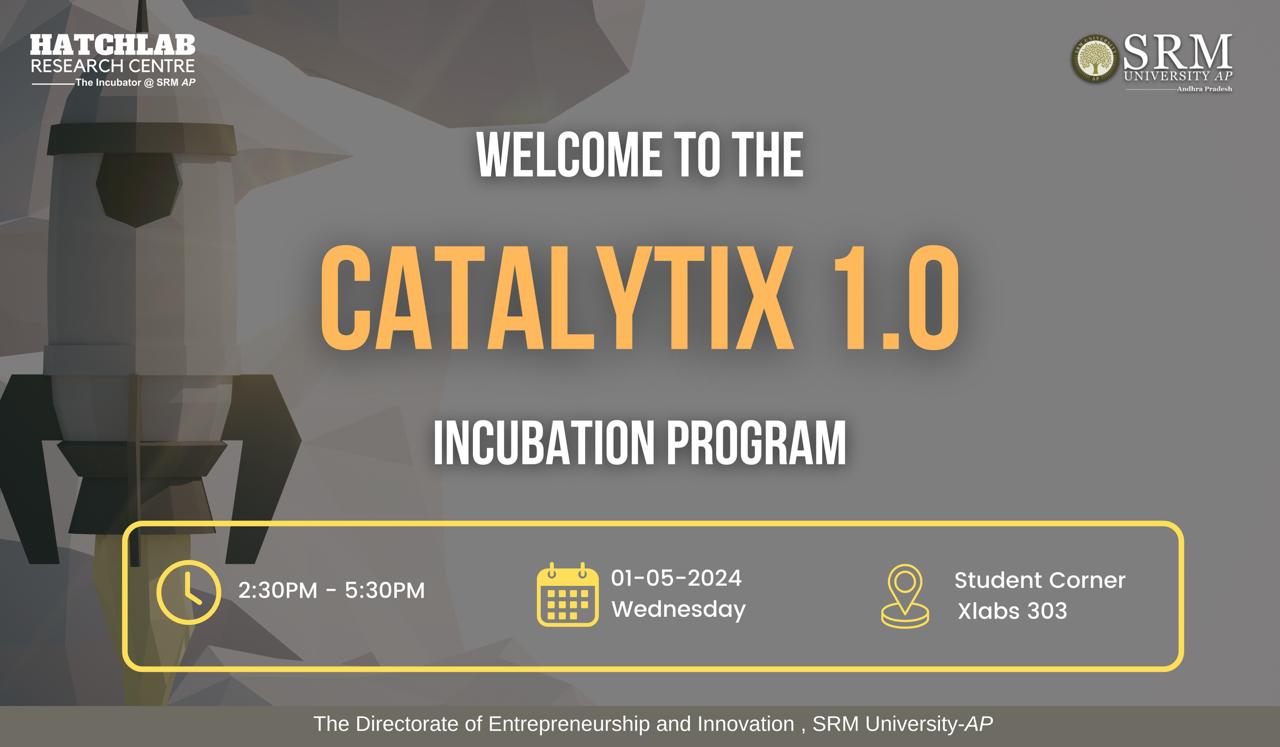 HATCHLAB
RESEARCH CENTRE
The Incubator @ SRM AP
SRM
UNIVERSITY AP
Andhra Pradesh
WELCOME TO THE
CATALYTIX 1.0
INCUBATION PROGRAM
2:30PM - 5:30PM
01-05-2024
Wednesday
Student Corner
Xlabs 303
The Directorate of Entrepreneurship and Innovation , SRM University-AP